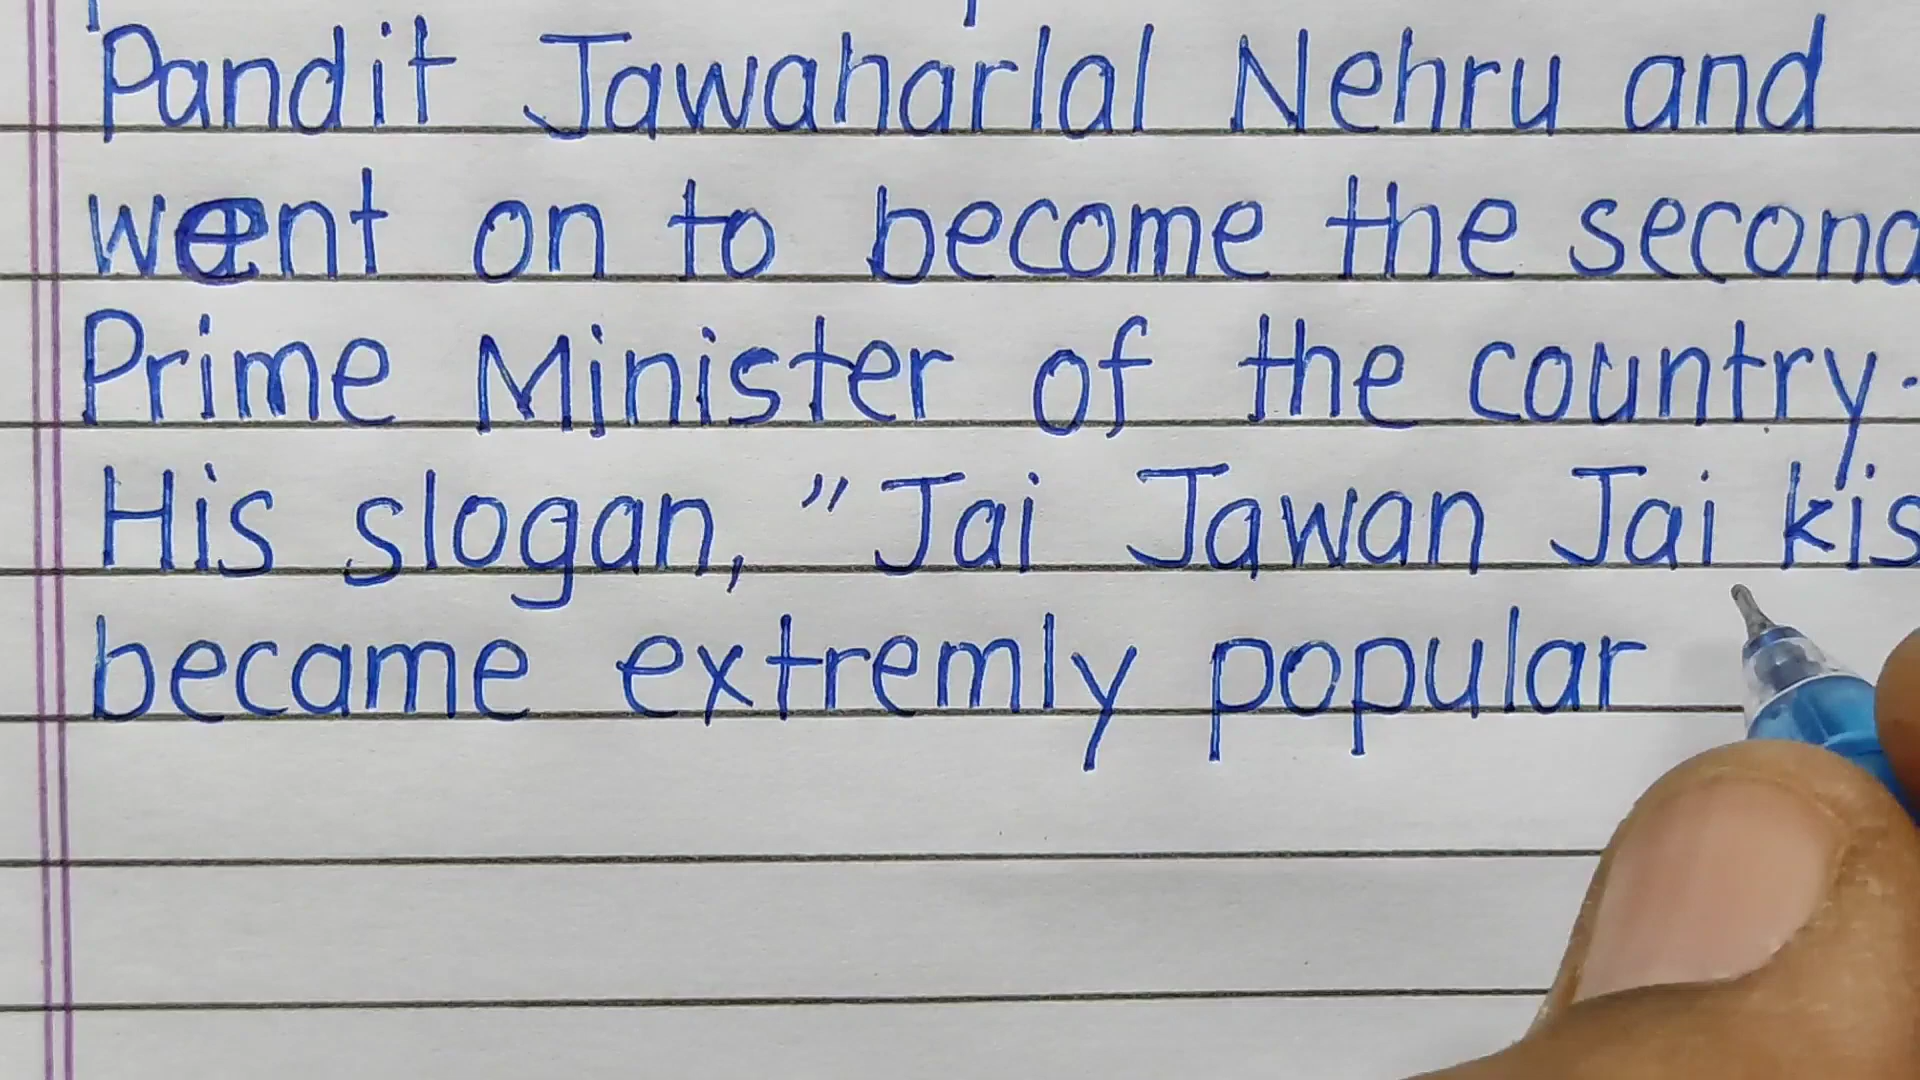 Pandit Jawaharlal Nehru and
went on to become the second
Prime Minister of the country.
His slogan, "Jai Jawan Jai kis
became extremly popular